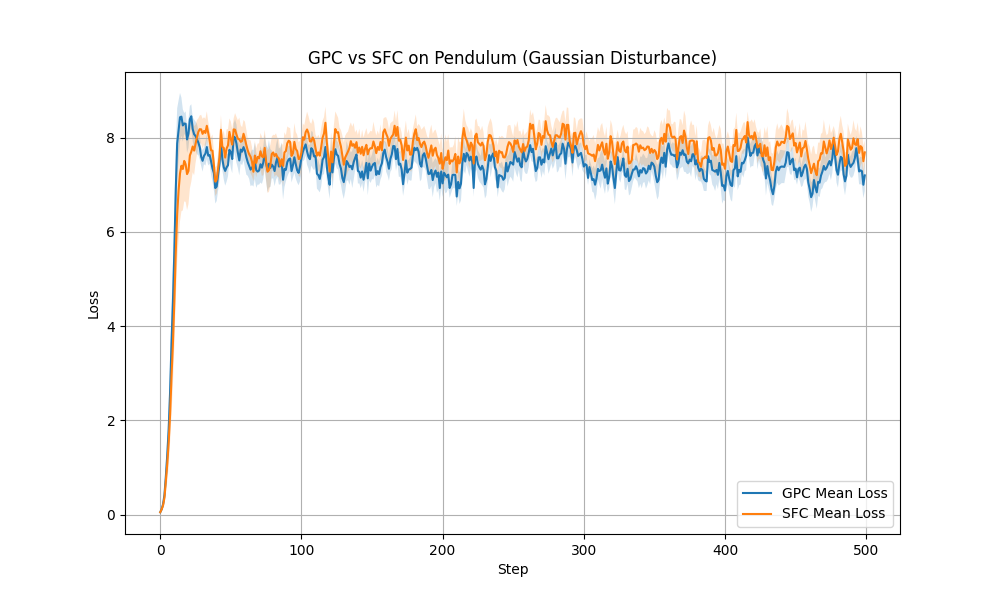 GPC vs SFC on Pendulum (Gaussian Disturbance)
Loss
8
6
4
2
0
0 100 200 300 400 500
Step
GPC Mean Loss
SFC Mean Loss